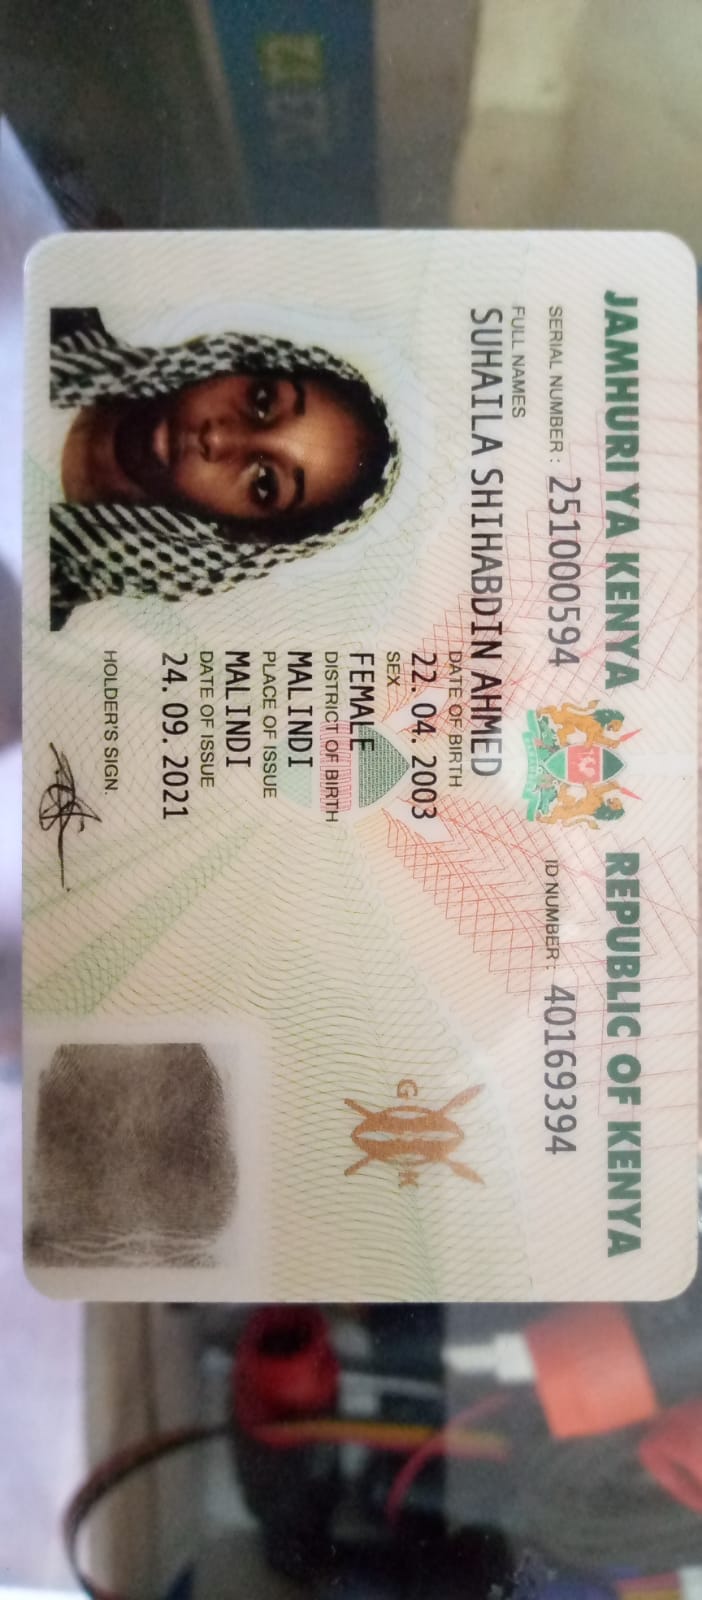 JAMHURI YA KENYA REPUBLIC OF KENYA
SERIAL NUMBER: 251000594 ID NUMBER: 40169394
FULL NAMES
SUHAILA SHIHABDIN AHMED
DATE OF BIRTH
22. 04. 2003
SEX
FEMALE
DISTRICT OF BIRTH
MALINDI
PLACE OF ISSUE
MALINDI
DATE OF ISSUE
24. 09. 2021
HOLDER'S SIGN.
G K